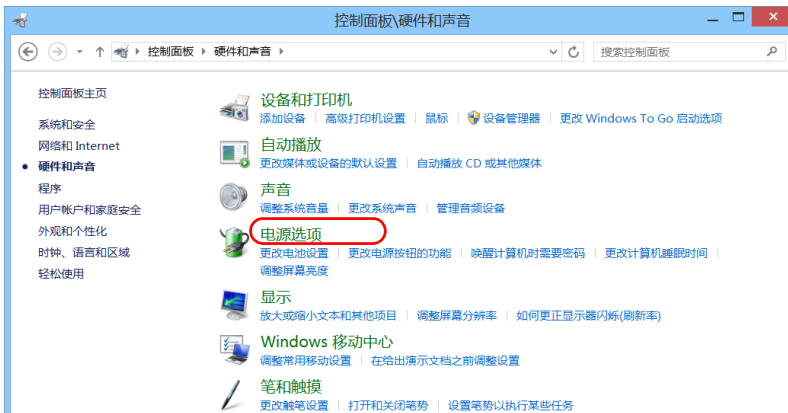 控制面板\硬件和声音
控制面板 硬件和声音
搜索控制面板
控制面板主页
系统和安全
网络和 Internet
硬件和声音
程序
用户帐户和家庭安全
外观和个性化
时钟、语言和区域
轻松使用
设备和打印机
添加设备 | 高级打印机设置 | 鼠标 | 设备管理器 | 更改 Windows To Go 启动选项
自动播放
更改媒体或设备的默认设置 | 自动播放 CD 或其他媒体
声音
调整系统音量 | 更改系统声音 | 管理音频设备
电源选项
更改电池设置 | 更改电源按钮的功能 | 唤醒计算机时需要密码 | 更改计算机睡眠时间 |
调整屏幕亮度
显示
放大或缩小文本和其他项目 | 调整屏幕分辨率 | 如何更正显示器闪烁(刷新率)
Windows 移动中心
调整常用移动设置 | 在给出演示文档之前调整设置
笔和触摸
更改触笔设置 | 打开和关闭笔势 | 设置笔势以执行某些任务